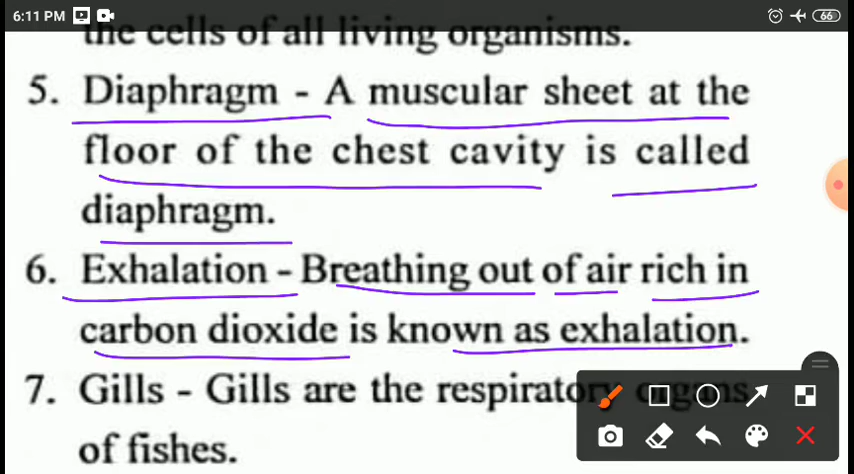 6:11 PM
66
the cells of all living organisms.
5. Diaphragm - A muscular sheet at the
floor of the chest cavity is called
diaphragm.
6. Exhalation - Breathing out of air rich in
carbon dioxide is known as exhalation.
7. Gills - Gills are the respiratory organs
of fishes.